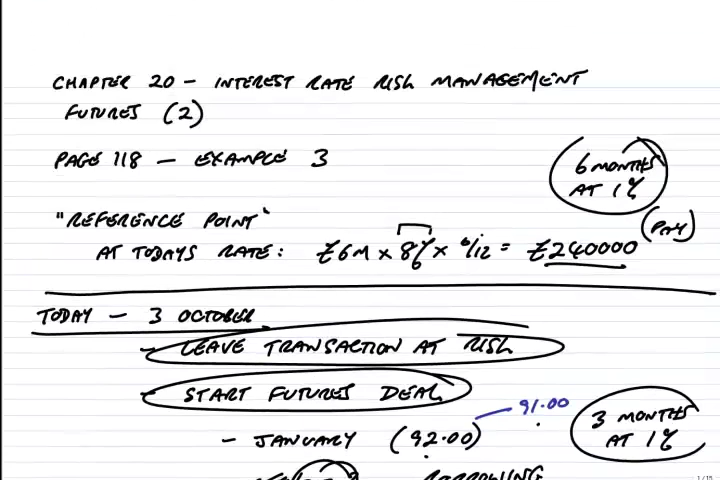 CHAPTER 20 – INTEREST RATE RISK MANAGEMENT
FUTURES (2)
PAGE 118 – EXAMPLE 3
6 MONTHS
AT 1%
"REFERENCE POINT"
AT TODAYS RATE: £6M × 8% × 6/12 = £240000 (PAY)
TODAY – 3 OCTOBER
- LEAVE TRANSACTION AT RISK
- START FUTURES DEAL
- JANUARY (92.00) 91.00
3 MONTHS
AT 1%
BORROWING
1 / 15